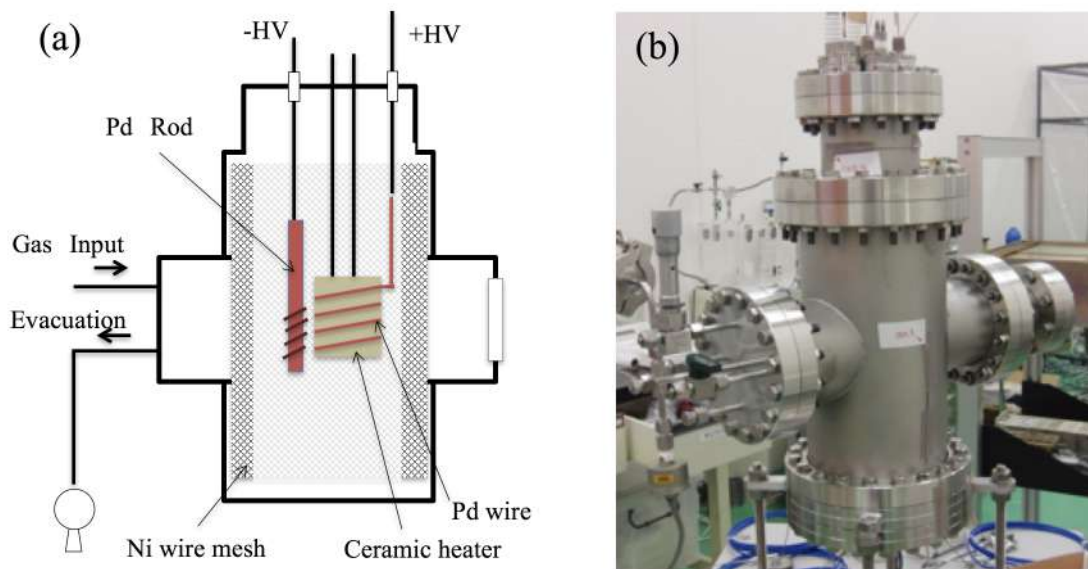 (a)
-HV
+HV
Pd Rod
Gas Input
Evacuation
Pd wire
Ni wire mesh
Ceramic heater
(b)